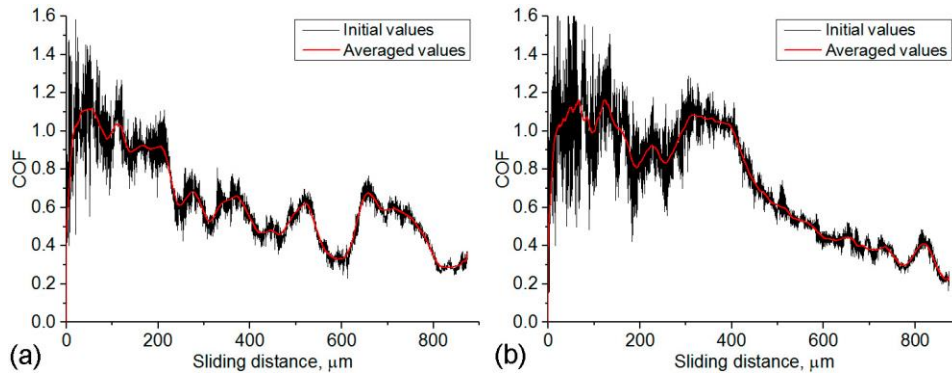 1.6
1.4
1.2
1.0
0.8
0.6
0.4
0.2
0.0
COF
0 200 400 600 800
Sliding distance, μm
Initial values
Averaged values
(a)
1.6
1.4
1.2
1.0
0.8
0.6
0.4
0.2
0.0
COF
0 200 400 600 800
Sliding distance, μm
Initial values
Averaged values
(b)